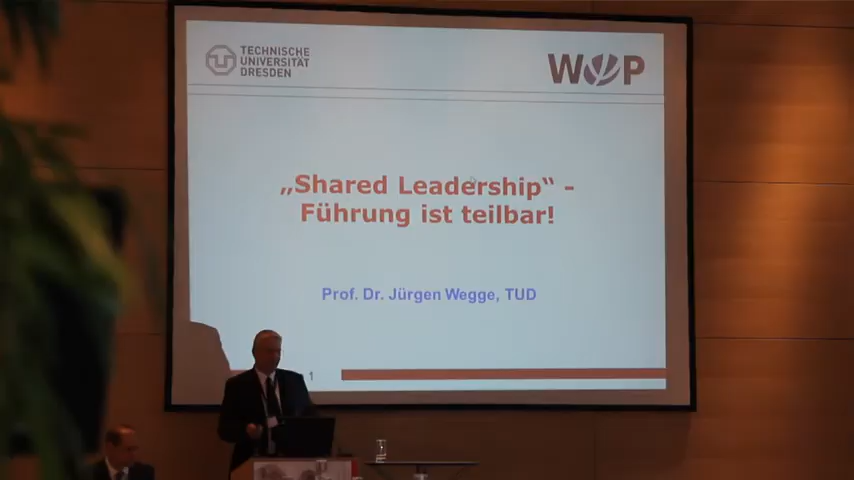 TECHNISCHE
UNIVERSITÄT
DRESDEN
WOP
„Shared Leadership“ -
Führung ist teilbar!
Prof. Dr. Jürgen Wegge, TUD
1